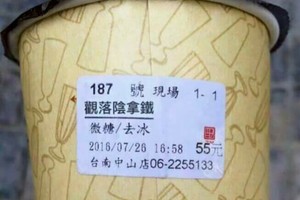 187 號 現場 1-1
觀落陰拿鐵
微糖/去冰
2016/07/26 16:58 55元
台南中山店06-2255133